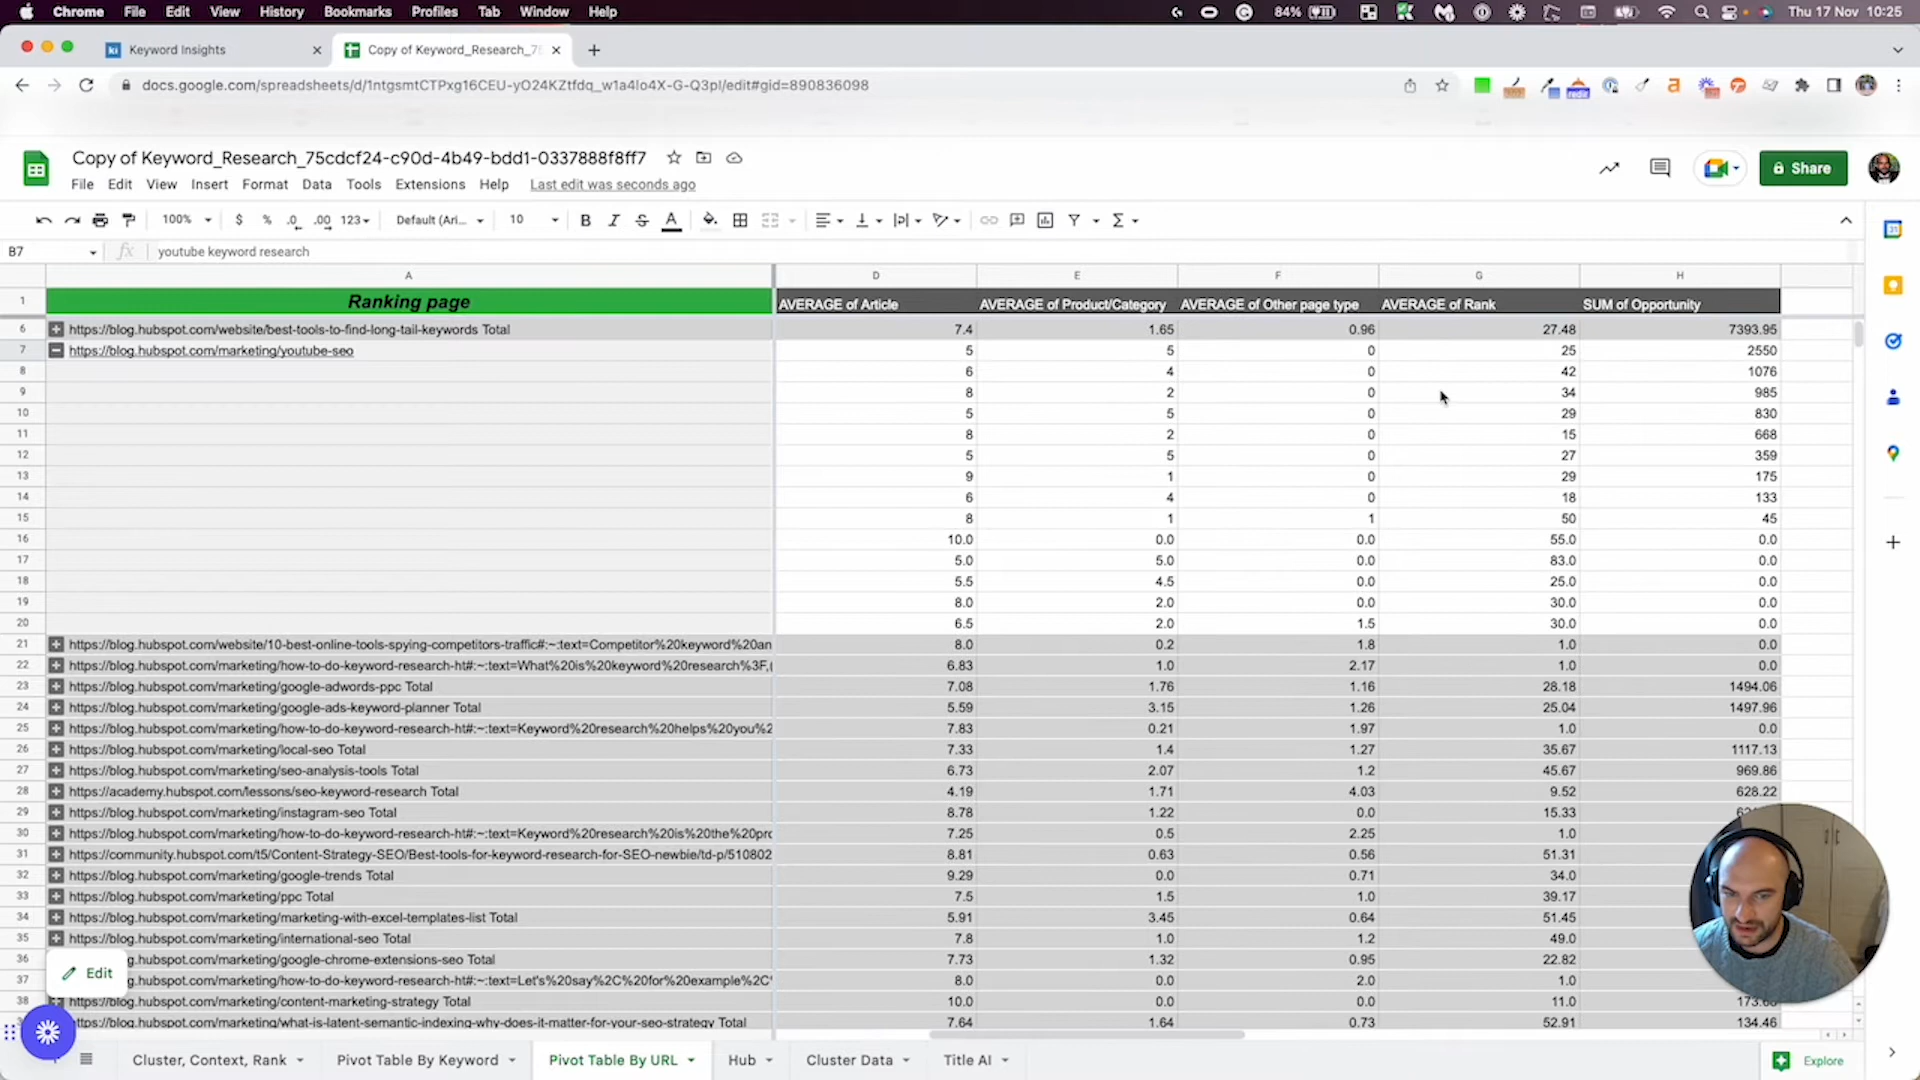 Chrome File Edit View History Bookmarks Profiles Tab Window Help 84% Thu 17 Nov 10:25
Keyword Insights Copy of Keyword_Research_75
docs.google.com/spreadsheets/d/1ntgsmtCTPxg16CEU-yO24KZtfdq_w1a4lo4X-G-Q3pI/edit#gid=890836098
Copy of Keyword_Research_75cdcf24-c90d-4b49-bdd1-0337888f8ff7
File Edit View Insert Format Data Tools Extensions Help Last edit was seconds ago
Share
100% $ % .0 .00 123 Default (Ari... 10 B I S A
B7 fx youtube keyword research
A D E F G H
1 Ranking page AVERAGE of Article AVERAGE of Product/Category AVERAGE of Other page type AVERAGE of Rank SUM of Opportunity
6 https://blog.hubspot.com/website/best-tools-to-find-long-tail-keywords Total 7.4 1.65 0.96 27.48 7393.95
7 https://blog.hubspot.com/marketing/youtube-seo 5 5 0 25 2550
8 6 4 0 42 1076
9 8 2 0 34 985
10 5 5 0 29 830
11 8 2 0 15 668
12 5 5 0 27 359
13 9 1 0 29 175
14 6 4 0 18 133
15 8 1 1 50 45
16 10.0 0.0 0.0 55.0 0.0
17 5.0 5.0 0.0 83.0 0.0
18 5.5 4.5 0.0 25.0 0.0
19 8.0 2.0 0.0 30.0 0.0
20 6.5 2.0 1.5 30.0 0.0
21 https://blog.hubspot.com/website/10-best-online-tools-spying-competitors-traffic#:~:text=Competitor%20keyword%20an 8.0 0.2 1.8 1.0 0.0
22 https://blog.hubspot.com/marketing/how-to-do-keyword-research-ht#:~:text=What%20is%20keyword%20research%3F,( 6.83 1.0 2.17 1.0 0.0
23 https://blog.hubspot.com/marketing/google-adwords-ppc Total 7.08 1.76 1.16 28.18 1494.06
24 https://blog.hubspot.com/marketing/google-ads-keyword-planner Total 5.59 3.15 1.26 25.04 1497.96
25 https://blog.hubspot.com/marketing/how-to-do-keyword-research-ht#:~:text=Keyword%20research%20helps%20you%2 7.83 0.21 1.97 1.0 0.0
26 https://blog.hubspot.com/marketing/local-seo Total 7.33 1.4 1.27 35.67 1117.13
27 https://blog.hubspot.com/marketing/seo-analysis-tools Total 6.73 2.07 1.2 45.67 969.86
28 https://academy.hubspot.com/lessons/seo-keyword-research Total 4.19 1.71 4.03 9.52 628.22
29 https://blog.hubspot.com/marketing/instagram-seo Total 8.78 1.22 0.0 15.33
30 https://blog.hubspot.com/marketing/how-to-do-keyword-research-ht#:~:text=Keyword%20research%20is%20the%20pro 7.25 0.5 2.25 1.0
31 https://community.hubspot.com/t5/Content-Strategy-SEO/Best-tools-for-keyword-research-for-SEO-newbie/td-p/510802 8.81 0.63 0.56 51.31
32 https://blog.hubspot.com/marketing/google-trends Total 9.29 0.0 0.71 34.0
33 https://blog.hubspot.com/marketing/ppc Total 7.5 1.5 1.0 39.17
34 https://blog.hubspot.com/marketing/marketing-with-excel-templates-list Total 5.91 3.45 0.64 51.45
35 https://blog.hubspot.com/marketing/international-seo Total 7.8 1.0 1.2 49.0
36 g.hubspot.com/marketing/google-chrome-extensions-seo Total 7.73 1.32 0.95 22.82
Edit
37 g.hubspot.com/marketing/how-to-do-keyword-research-ht#:~:text=Let's%20say%2C%20for%20example%2C" 8.0 0.0 2.0 1.0
38 https://blog.hubspot.com/marketing/content-marketing-strategy Total 10.0 0.0 0.0 11.0
https://blog.hubspot.com/marketing/what-is-latent-semantic-indexing-why-does-it-matter-for-your-seo-strategy Total 7.64 1.64 0.73 52.91 134.46
Cluster, Context, Rank Pivot Table By Keyword Pivot Table By URL Hub Cluster Data Title AI Explore